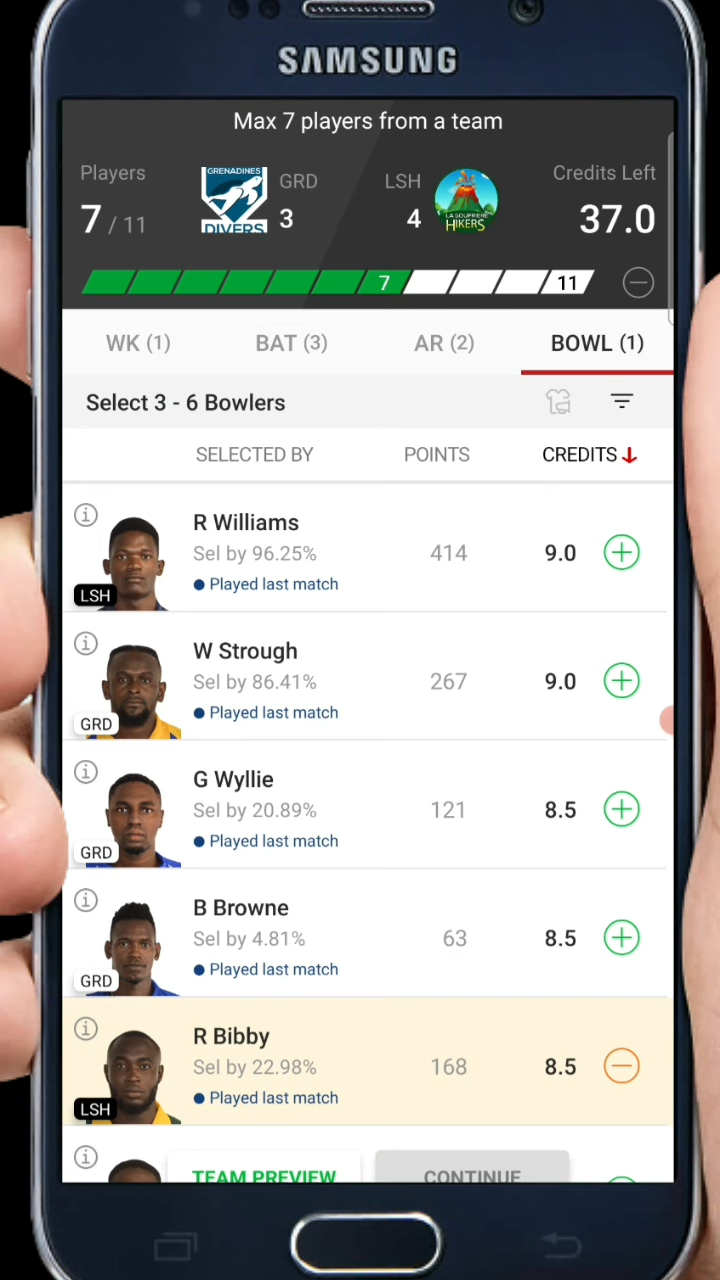 SAMSUNG
Max 7 players from a team
Players
7 / 11
GRENADINES
DIVERS
GRD
3
LSH
4
LA SOUFRIERE
HIKERS
Credits Left
37.0
7
11
WK (1) BAT (3) AR (2) BOWL (1)
Select 3 - 6 Bowlers
SELECTED BY POINTS CREDITS
R Williams
Sel by 96.25% 414 9.0
Played last match
LSH
W Strough
Sel by 86.41% 267 9.0
Played last match
GRD
G Wyllie
Sel by 20.89% 121 8.5
Played last match
GRD
B Browne
Sel by 4.81% 63 8.5
Played last match
GRD
R Bibby
Sel by 22.98% 168 8.5
Played last match
LSH
TEAM PREVIEW CONTINUE